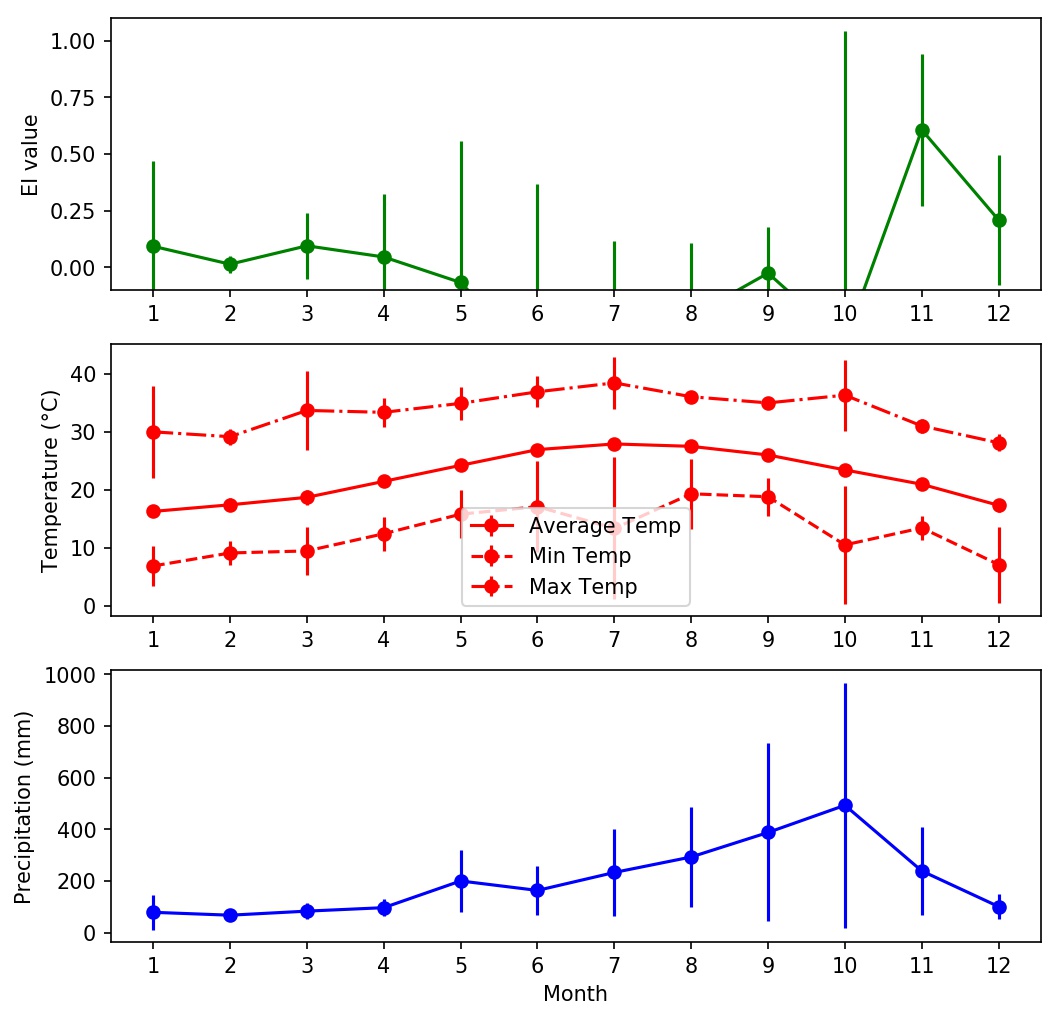 1.00
0.75
0.50
0.25
0.00
EI value
1 2 3 4 5 6 7 8 9 10 11 12
40
30
20
10
0
Temperature (°C)
Average Temp
Min Temp
Max Temp
1 2 3 4 5 6 7 8 9 10 11 12
1000
800
600
400
200
0
Precipitation (mm)
1 2 3 4 5 6 7 8 9 10 11 12
Month